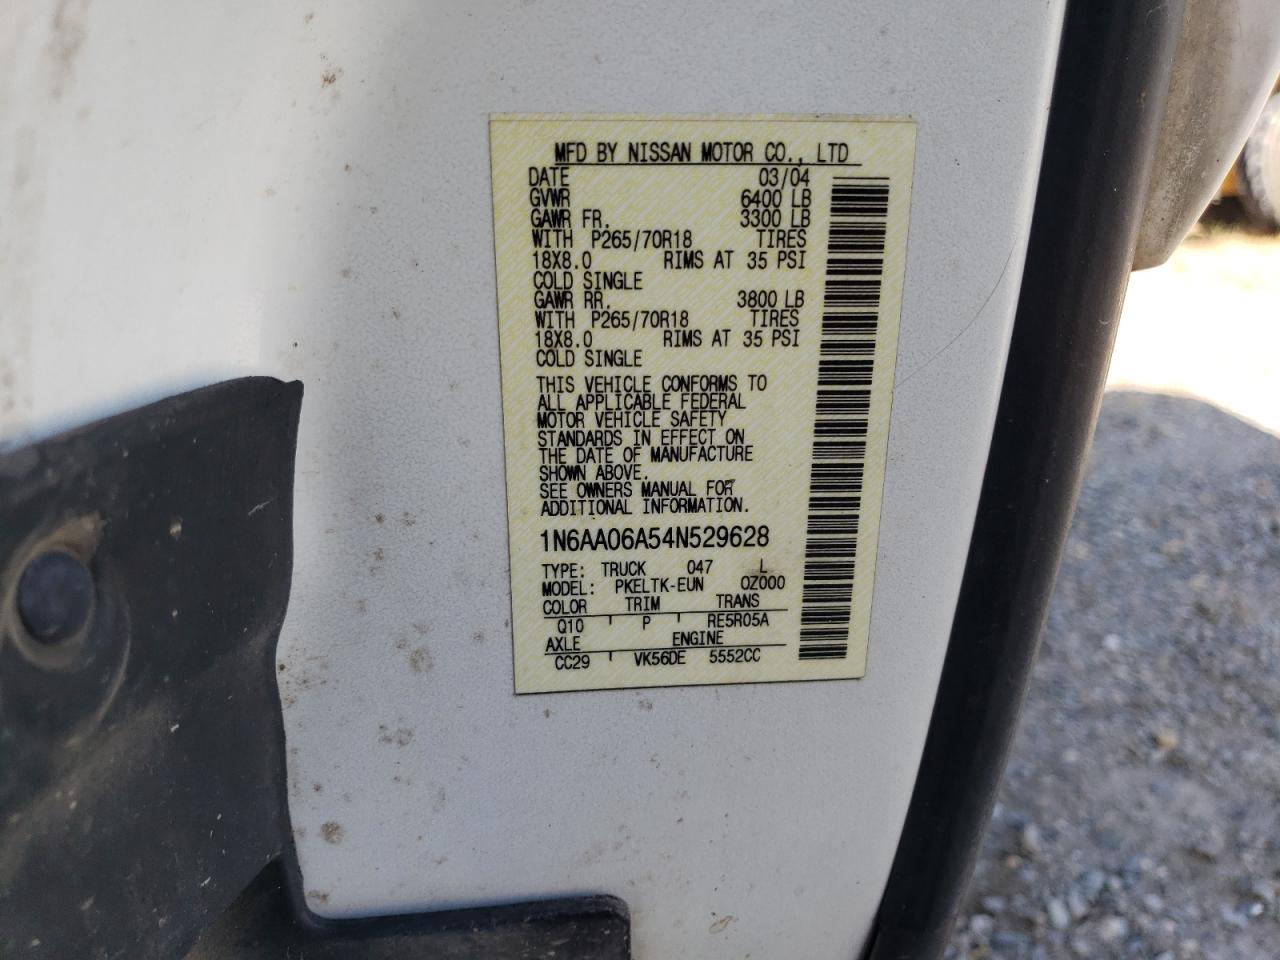 MFD BY NISSAN MOTOR CO., LTD
DATE 03/04
GVWR 6400 LB
GAWR FR. 3300 LB
WITH P265/70R18 TIRES
18X8.0 RIMS AT 35 PSI
COLD SINGLE
GAWR RR. 3800 LB
WITH P265/70R18 TIRES
18X8.0 RIMS AT 35 PSI
COLD SINGLE
THIS VEHICLE CONFORMS TO
ALL APPLICABLE FEDERAL
MOTOR VEHICLE SAFETY
STANDARDS IN EFFECT ON
THE DATE OF MANUFACTURE
SHOWN ABOVE.
SEE OWNERS MANUAL FOR
ADDITIONAL INFORMATION.
1N6AA06A54N529628
TYPE: TRUCK 047 L
MODEL: PKELTK-EUN 0Z000
COLOR TRIM TRANS
Q10 P RE5R05A
AXLE ENGINE
CC29 VK56DE 5552CC